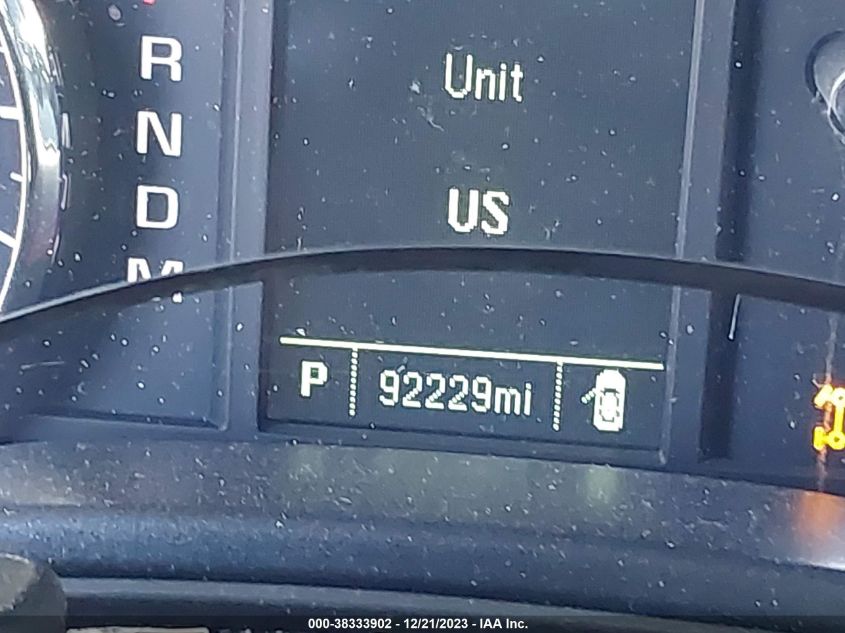 R
N
D
M
Unit
US
P 92229mi
000-38333902 - 12/21/2023 - IAA Inc.